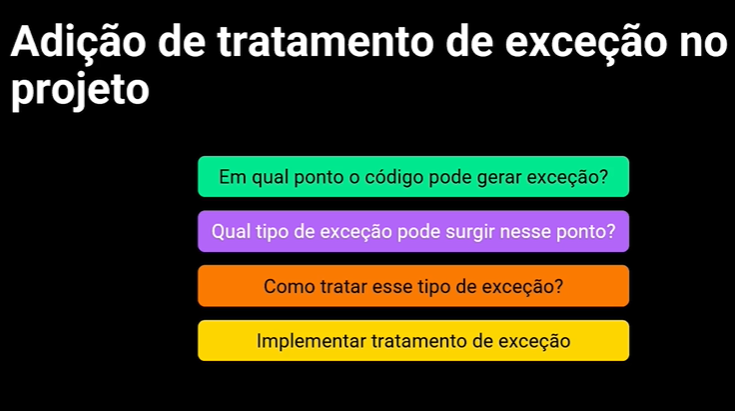 Adição de tratamento de exceção no
projeto
Em qual ponto o código pode gerar exceção?
Qual tipo de exceção pode surgir nesse ponto?
Como tratar esse tipo de exceção?
Implementar tratamento de exceção